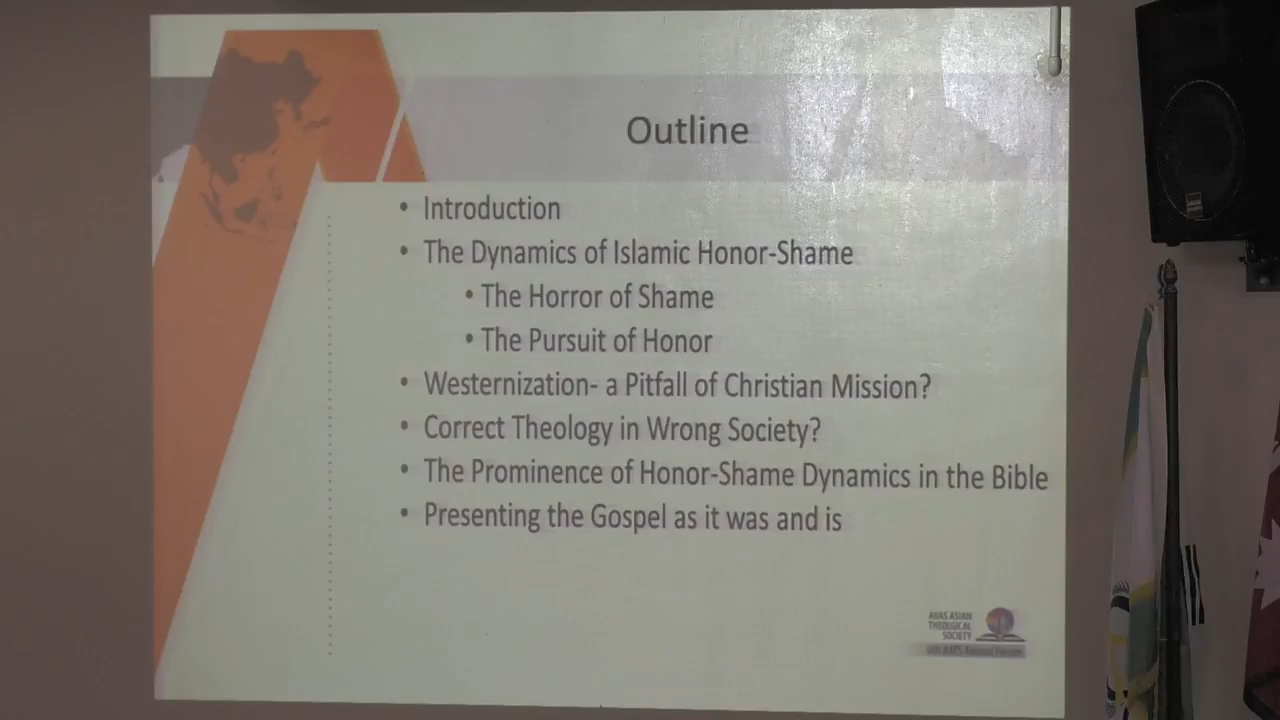 Outline
• Introduction
• The Dynamics of Islamic Honor-Shame
• The Horror of Shame
• The Pursuit of Honor
• Westernization- a Pitfall of Christian Mission?
• Correct Theology in Wrong Society?
• The Prominence of Honor-Shame Dynamics in the Bible
• Presenting the Gospel as it was and is
ASIAN
SOCIETY